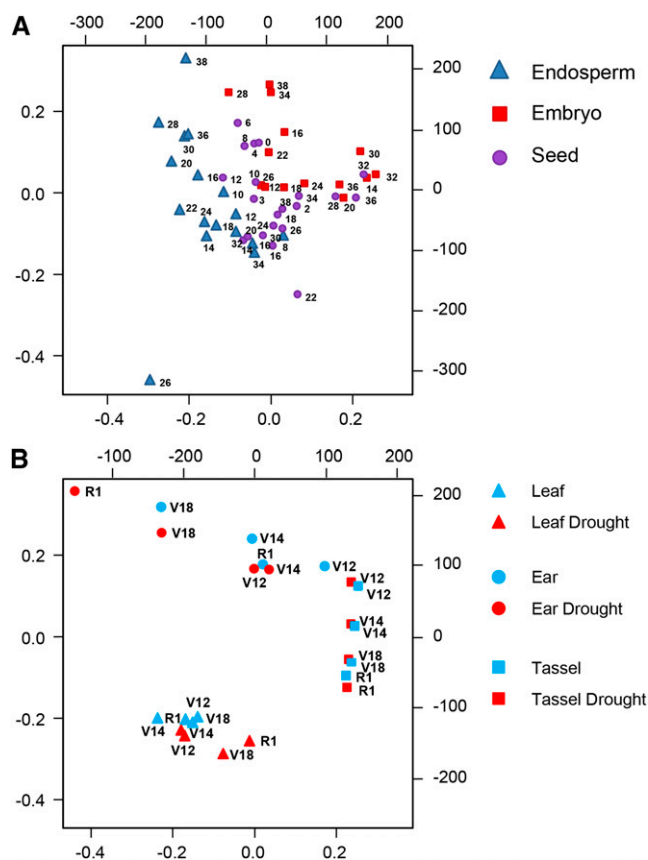 A
-300 -200 -100 0 100 200
38
38
34
28
28
6
36
16
8 0
30
4
22
30
20
16 12 10 26
32
10
12
18 24 36 14 32
3
38 34
28 20 36
22
12
2
24
18
18
20 24
30 26
14
32 14 16 8
34 16
22
26
0.2
0.0
-0.2
-0.4
200
100
0
-100
-200
-300
-0.4 -0.2 0.0 0.2
Endosperm
Embryo
Seed
B
-100 -200 0 100 200
R1
V18
V18
V14
R1
V12 V14
V12
V12
V12
V14
V14
V18
V18
R1
R1
V12
R1 V18
V14 V14
V12
R1
V18
0.2
0.0
-0.2
-0.4
200
100
0
-100
-200
-0.4 -0.2 0.0 0.2
Leaf
Leaf Drought
Ear
Ear Drought
Tassel
Tassel Drought